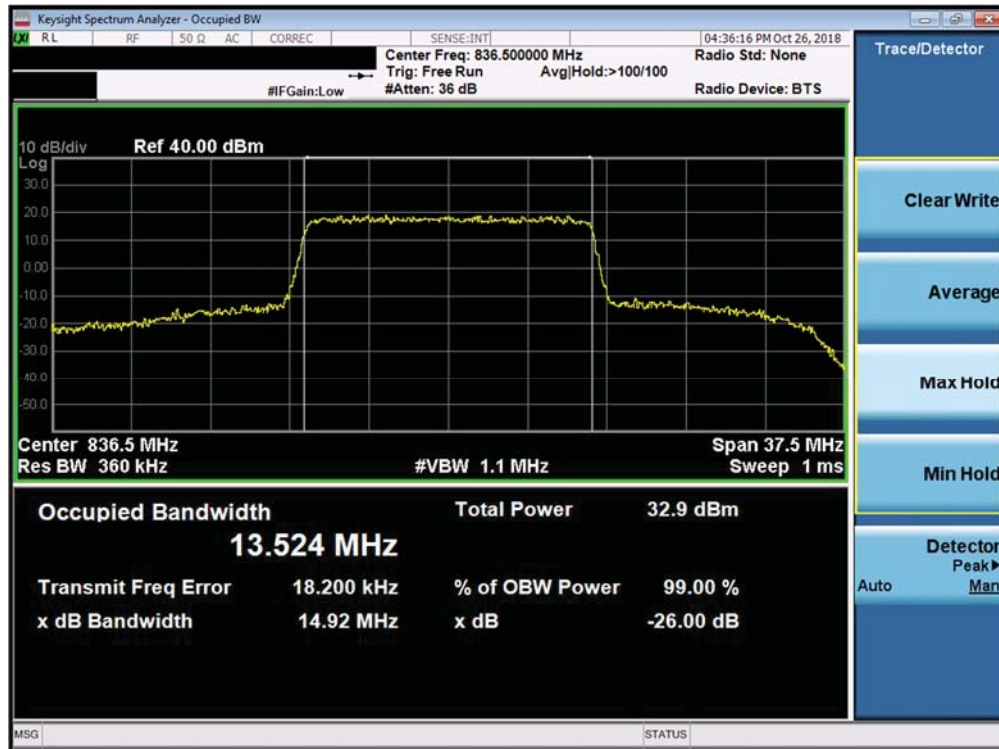 Keysight Spectrum Analyzer - Occupied BW
LXI RL RF 50 Ω AC CORREC SENSE:INT 04:36:16 PM Oct 26, 2018
Center Freq: 836.500000 MHz Radio Std: None
Trig: Free Run Avg|Hold:>100/100
#IFGain:Low #Atten: 36 dB Radio Device: BTS
10 dB/div Ref 40.00 dBm
Log
30.0
20.0
10.0
0.00
-10.0
-20.0
-30.0
-40.0
-50.0
Center 836.5 MHz Span 37.5 MHz
Res BW 360 kHz #VBW 1.1 MHz Sweep 1 ms
Occupied Bandwidth Total Power 32.9 dBm
13.524 MHz
Transmit Freq Error 18.200 kHz % of OBW Power 99.00 %
x dB Bandwidth 14.92 MHz x dB -26.00 dB
MSG STATUS
Trace/Detector
Clear Write
Average
Max Hold
Min Hold
Detector
Peak▶
Auto Man